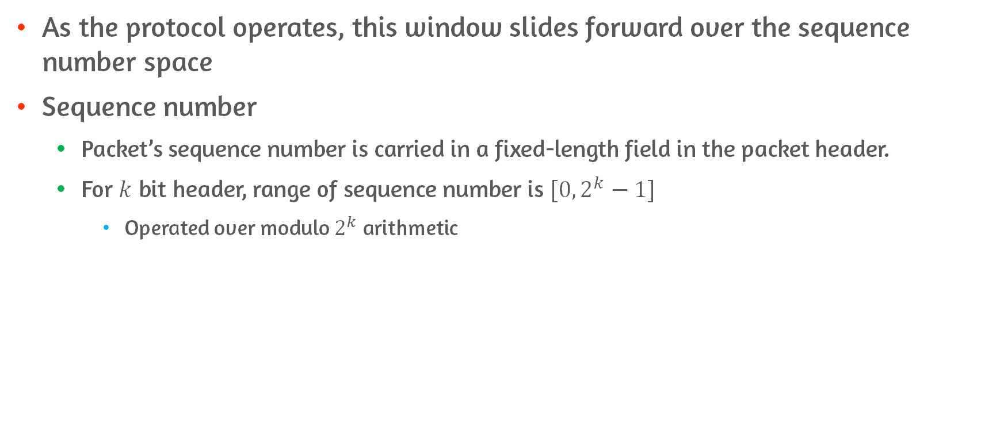 • As the protocol operates, this window slides forward over the sequence
number space
• Sequence number
• Packet’s sequence number is carried in a fixed-length field in the packet header.
• For k bit header, range of sequence number is [0, 2^k − 1]
• Operated over modulo 2^k arithmetic